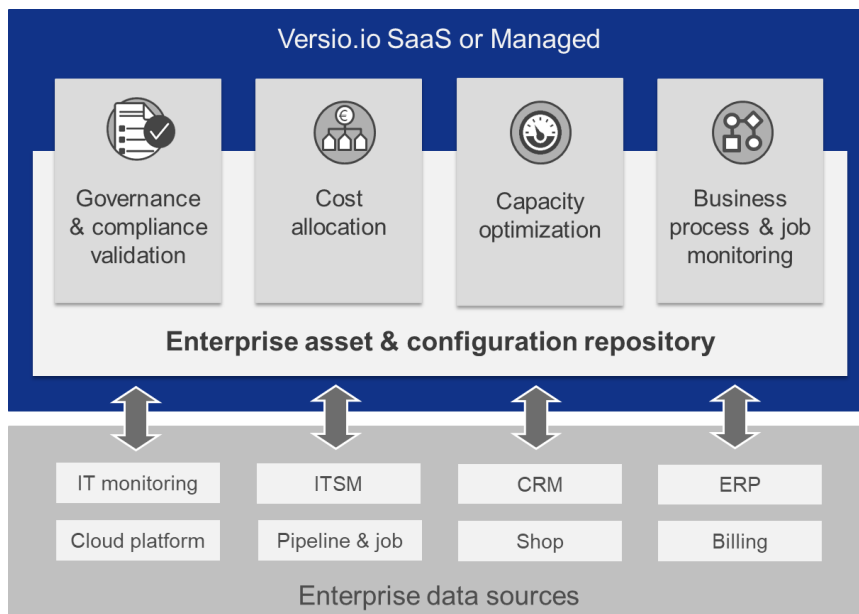 Versio.io SaaS or Managed
€
Governance
& compliance
validation
Cost
allocation
Capacity
optimization
Business
process & job
monitoring
Enterprise asset & configuration repository
IT monitoring
ITSM
CRM
ERP
Cloud platform
Pipeline & job
Shop
Billing
Enterprise data sources